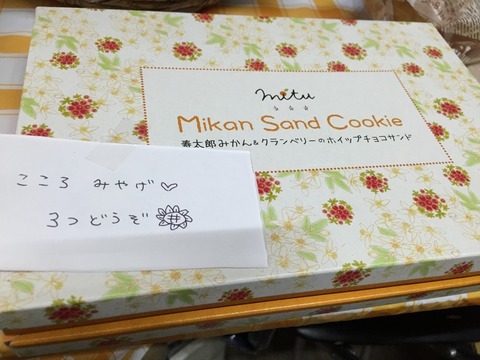 mitu
Mikan Sand Cookie
春太郎みかん&クランベリーのホイップチョコサンド
こころ みやげ♡
3つどうぞ